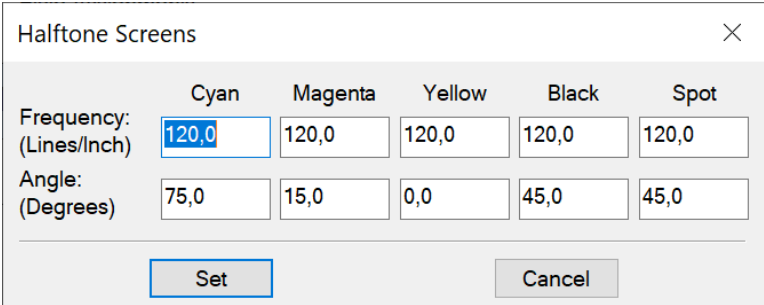 Halftone Screens
Cyan Magenta Yellow Black Spot
Frequency:
(Lines/Inch) 120,0 120,0 120,0 120,0 120,0
Angle:
(Degrees) 75,0 15,0 0,0 45,0 45,0
Set Cancel